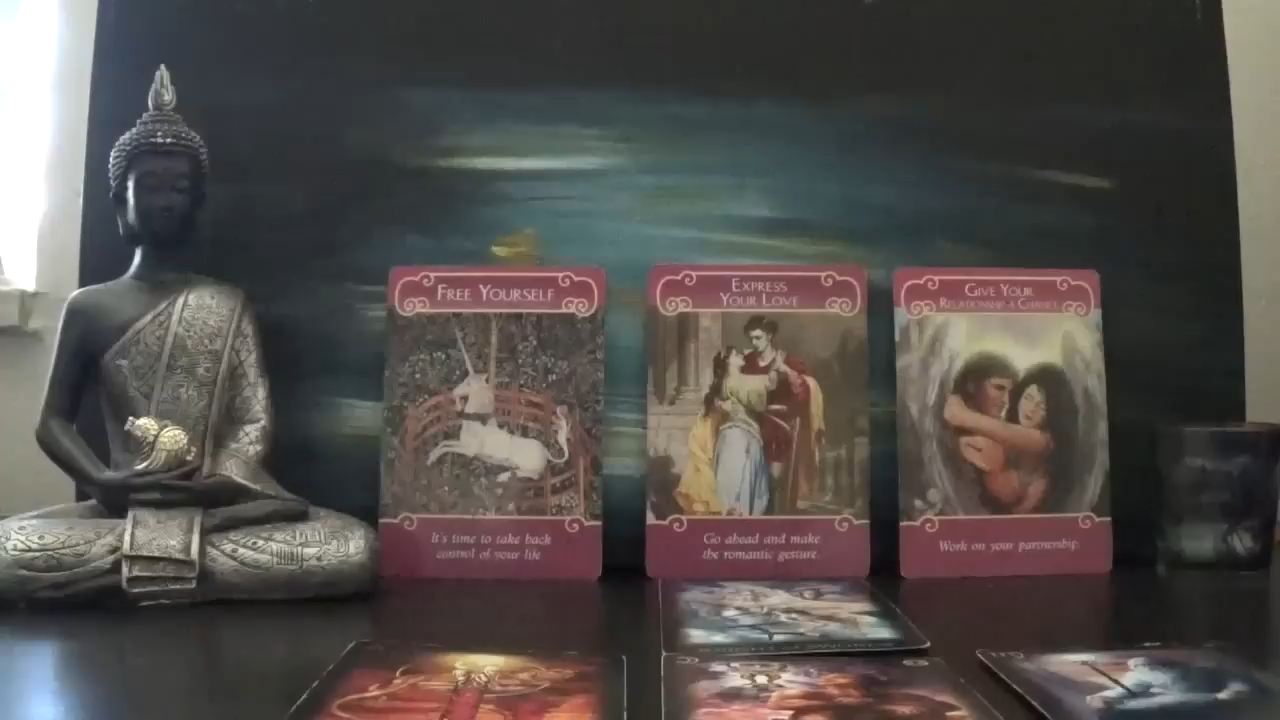 FREE YOURSELF
It's time to take back
control of your life
EXPRESS
YOUR LOVE
Go ahead and make
the romantic gesture.
GIVE YOUR
RELATIONSHIP A CHANCE
Work on your partnership.